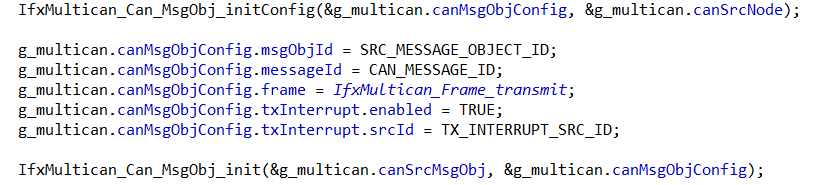 IfxMultican_Can_MsgObj_initConfig(&g_multican.canMsgObjConfig, &g_multican.canSrcNode);
g_multican.canMsgObjConfig.msgObjId = SRC_MESSAGE_OBJECT_ID;
g_multican.canMsgObjConfig.messageId = CAN_MESSAGE_ID;
g_multican.canMsgObjConfig.frame = IfxMultican_Frame_transmit;
g_multican.canMsgObjConfig.txInterrupt.enabled = TRUE;
g_multican.canMsgObjConfig.txInterrupt.srcId = TX_INTERRUPT_SRC_ID;
IfxMultican_Can_MsgObj_init(&g_multican.canSrcMsgObj, &g_multican.canMsgObjConfig);